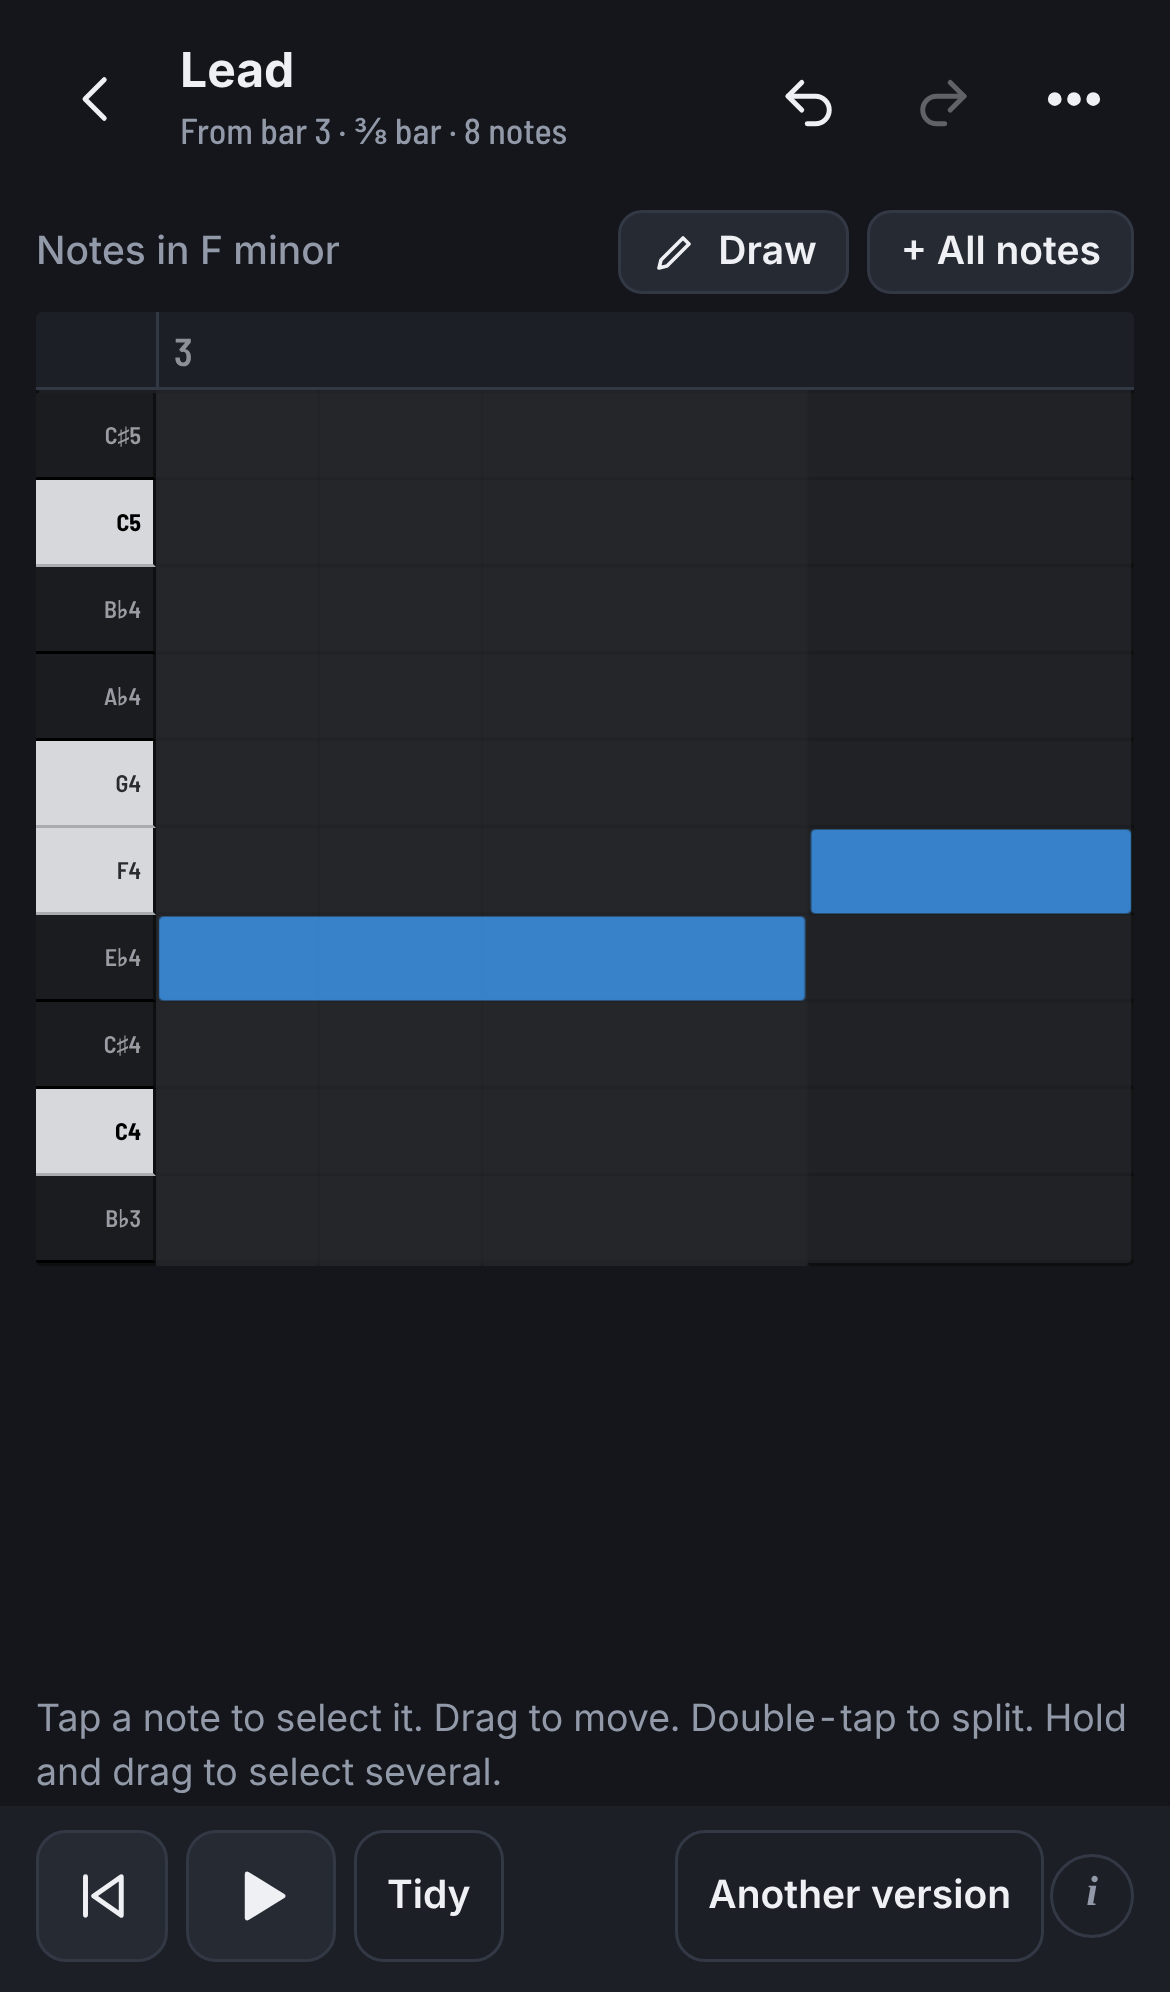 Lead
From bar 3 · ⅜ bar · 8 notes
Notes in F minor
Draw
+ All notes
3
C♯5
C5
B♭4
A♭4
G4
F4
E♭4
C♯4
C4
B♭3
Tap a note to select it. Drag to move. Double-tap to split. Hold
and drag to select several.
Tidy
Another version
i